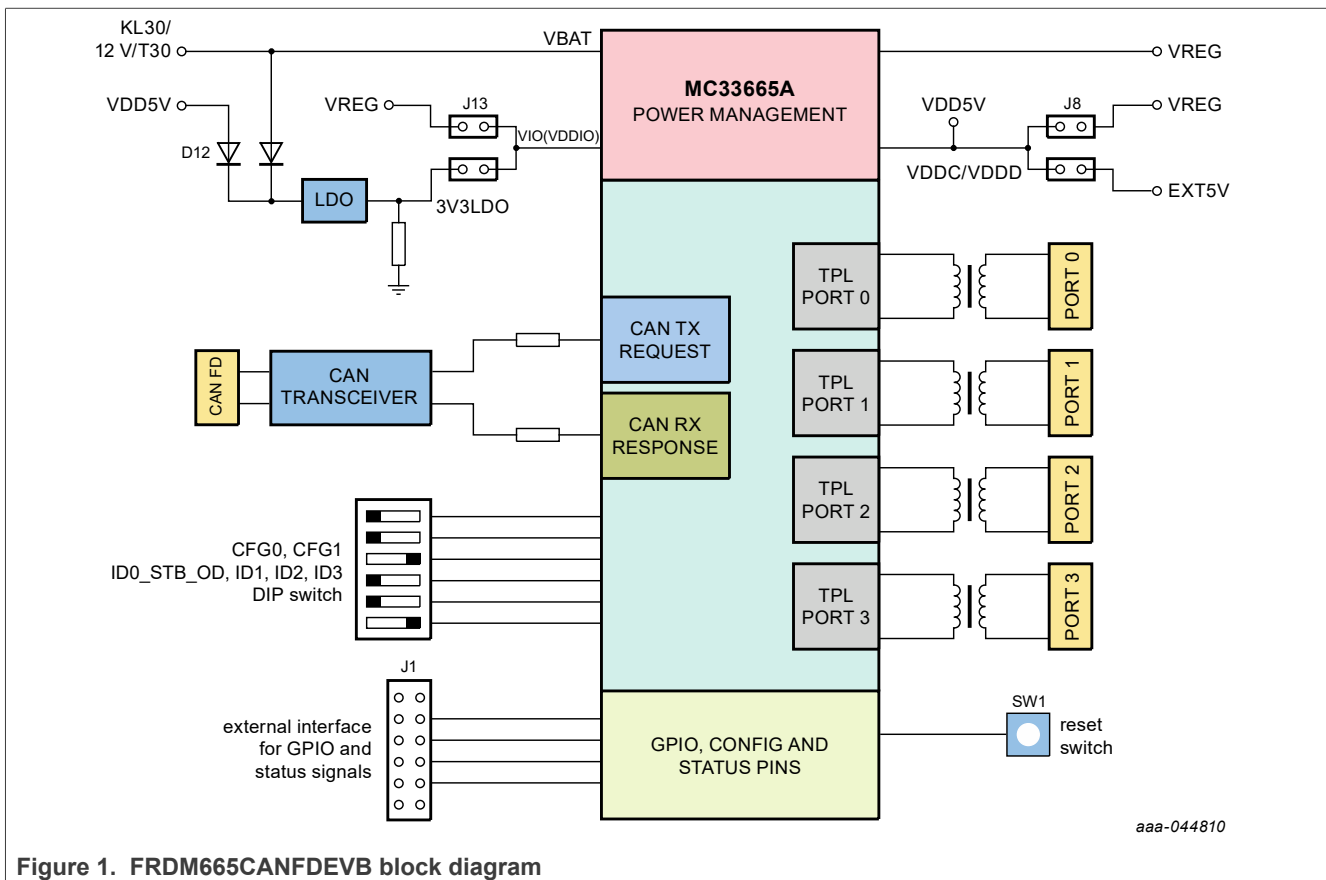 KL30/
12 V/T30
VBAT
VDD5V
VREG
J13
VIO(VDDIO)
D12
LDO
3V3LDO
MC33665A
POWER MANAGEMENT
VREG
VDD5V
J8
VREG
VDDC/VDDD
EXT5V
CAN FD
CAN
TRANSCEIVER
CAN TX
REQUEST
CAN RX
RESPONSE
TPL
PORT 0
PORT 0
TPL
PORT 1
PORT 1
TPL
PORT 2
PORT 2
TPL
PORT 3
PORT 3
CFG0, CFG1
ID0_STB_OD, ID1, ID2, ID3
DIP switch
J1
external interface
for GPIO and
status signals
GPIO, CONFIG AND
STATUS PINS
SW1
reset
switch
aaa-044810
Figure 1. FRDM665CANFDEVB block diagram